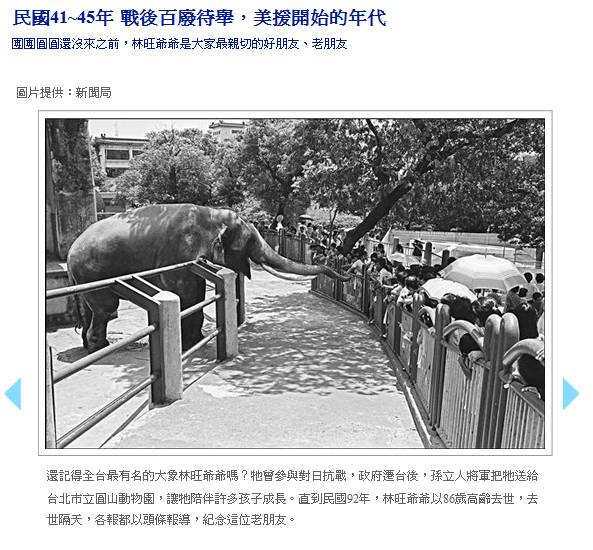 民國41~45年 戰後百廢待舉，美援開始的年代
團團圓圓還沒來之前，林旺爺爺是大家最親切的好朋友、老朋友
圖片提供：新聞局
還記得全台最有名的大象林旺爺爺嗎？牠曾參與對日抗戰，政府遷台後，孫立人將軍把牠送給
台北市立圓山動物園，讓牠陪伴許多孩子成長。直到民國92年，林旺爺爺以86歲高齡去世，去
世隔天，各報都以頭條報導，紀念這位老朋友。